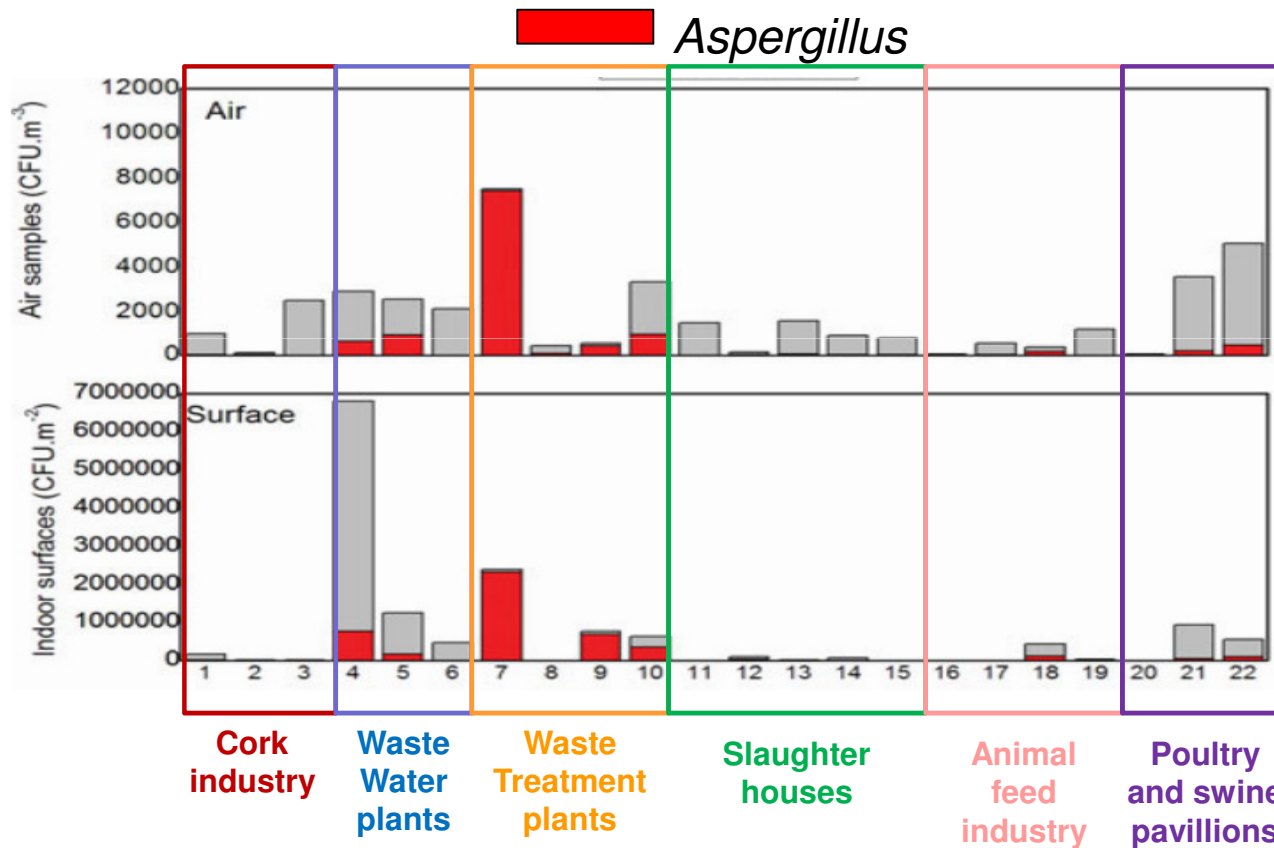 Aspergillus
Air samples (CFU.m-3)
12000
10000
8000
6000
4000
2000
0
Air
Indoor surfaces (CFU.m-2)
7000000
6000000
5000000
4000000
3000000
2000000
1000000
0
Surface
1 2 3 4 5 6 7 8 9 10 11 12 13 14 15 16 17 18 19 20 21 22
Cork
industry
Waste
Water
plants
Waste
Treatment
plants
Slaughter
houses
Animal
feed
industry
Poultry
and swine
pavillions